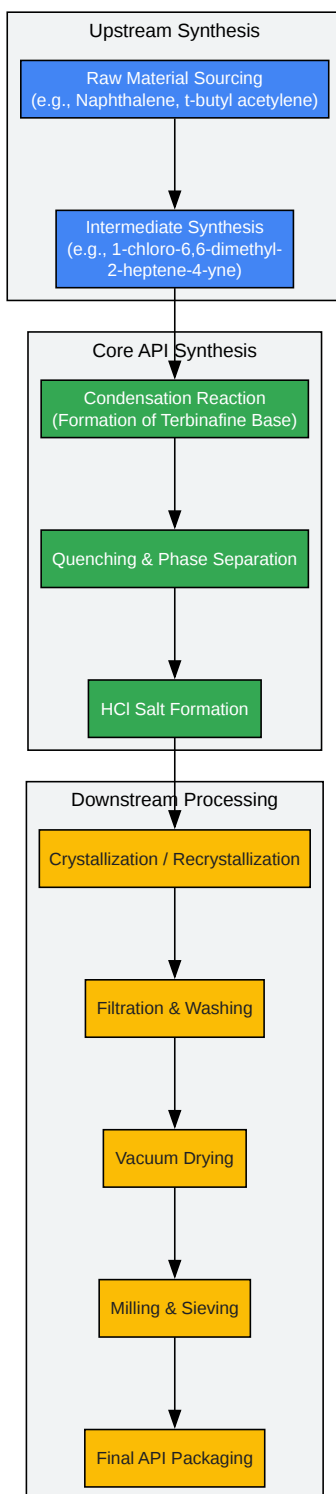 Upstream Synthesis
Raw Material Sourcing
(e.g., Naphthalene, t-butyl acetylene)
Intermediate Synthesis
(e.g., 1-chloro-6,6-dimethyl-
2-heptene-4-yne)
Core API Synthesis
Condensation Reaction
(Formation of Terbinafine Base)
Quenching & Phase Separation
HCl Salt Formation
Downstream Processing
Crystallization / Recrystallization
Filtration & Washing
Vacuum Drying
Milling & Sieving
Final API Packaging